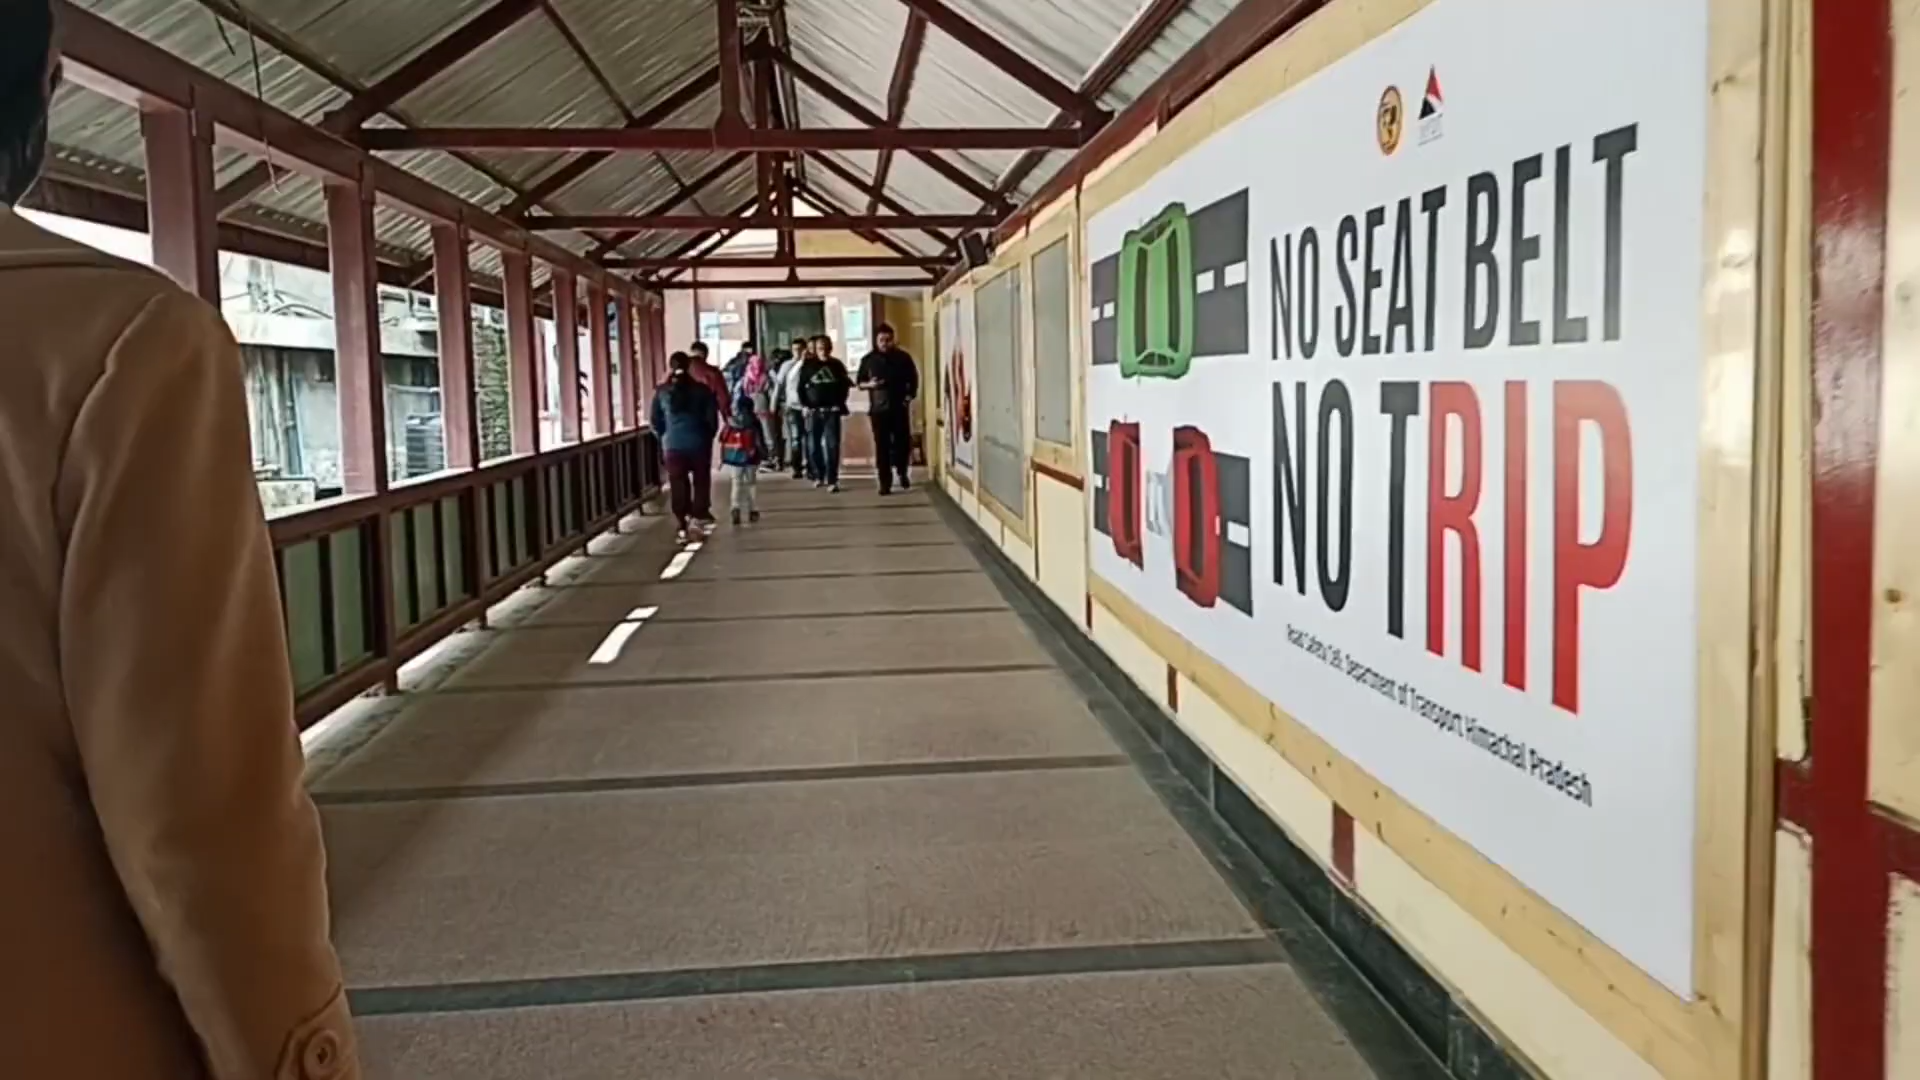 NO SEAT BELT
NO TRIP
Road Safety Cell, Department of Transport Himachal Pradesh